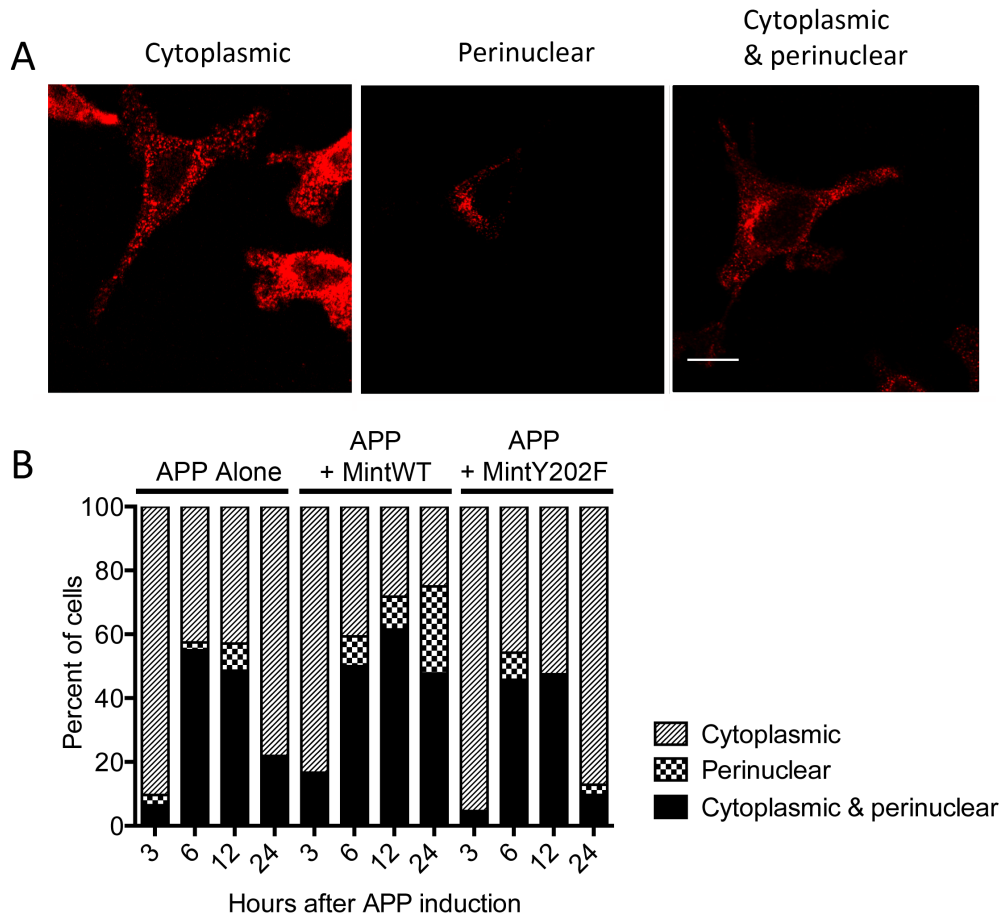 A
Cytoplasmic
Perinuclear
Cytoplasmic
& perinuclear
B
APP Alone
APP
+ MintWT
APP
+ MintY202F
Percent of cells
100
80
60
40
20
0
3 6 12 24 3 6 12 24 3 6 12 24
Hours after APP induction
Cytoplasmic
Perinuclear
Cytoplasmic & perinuclear